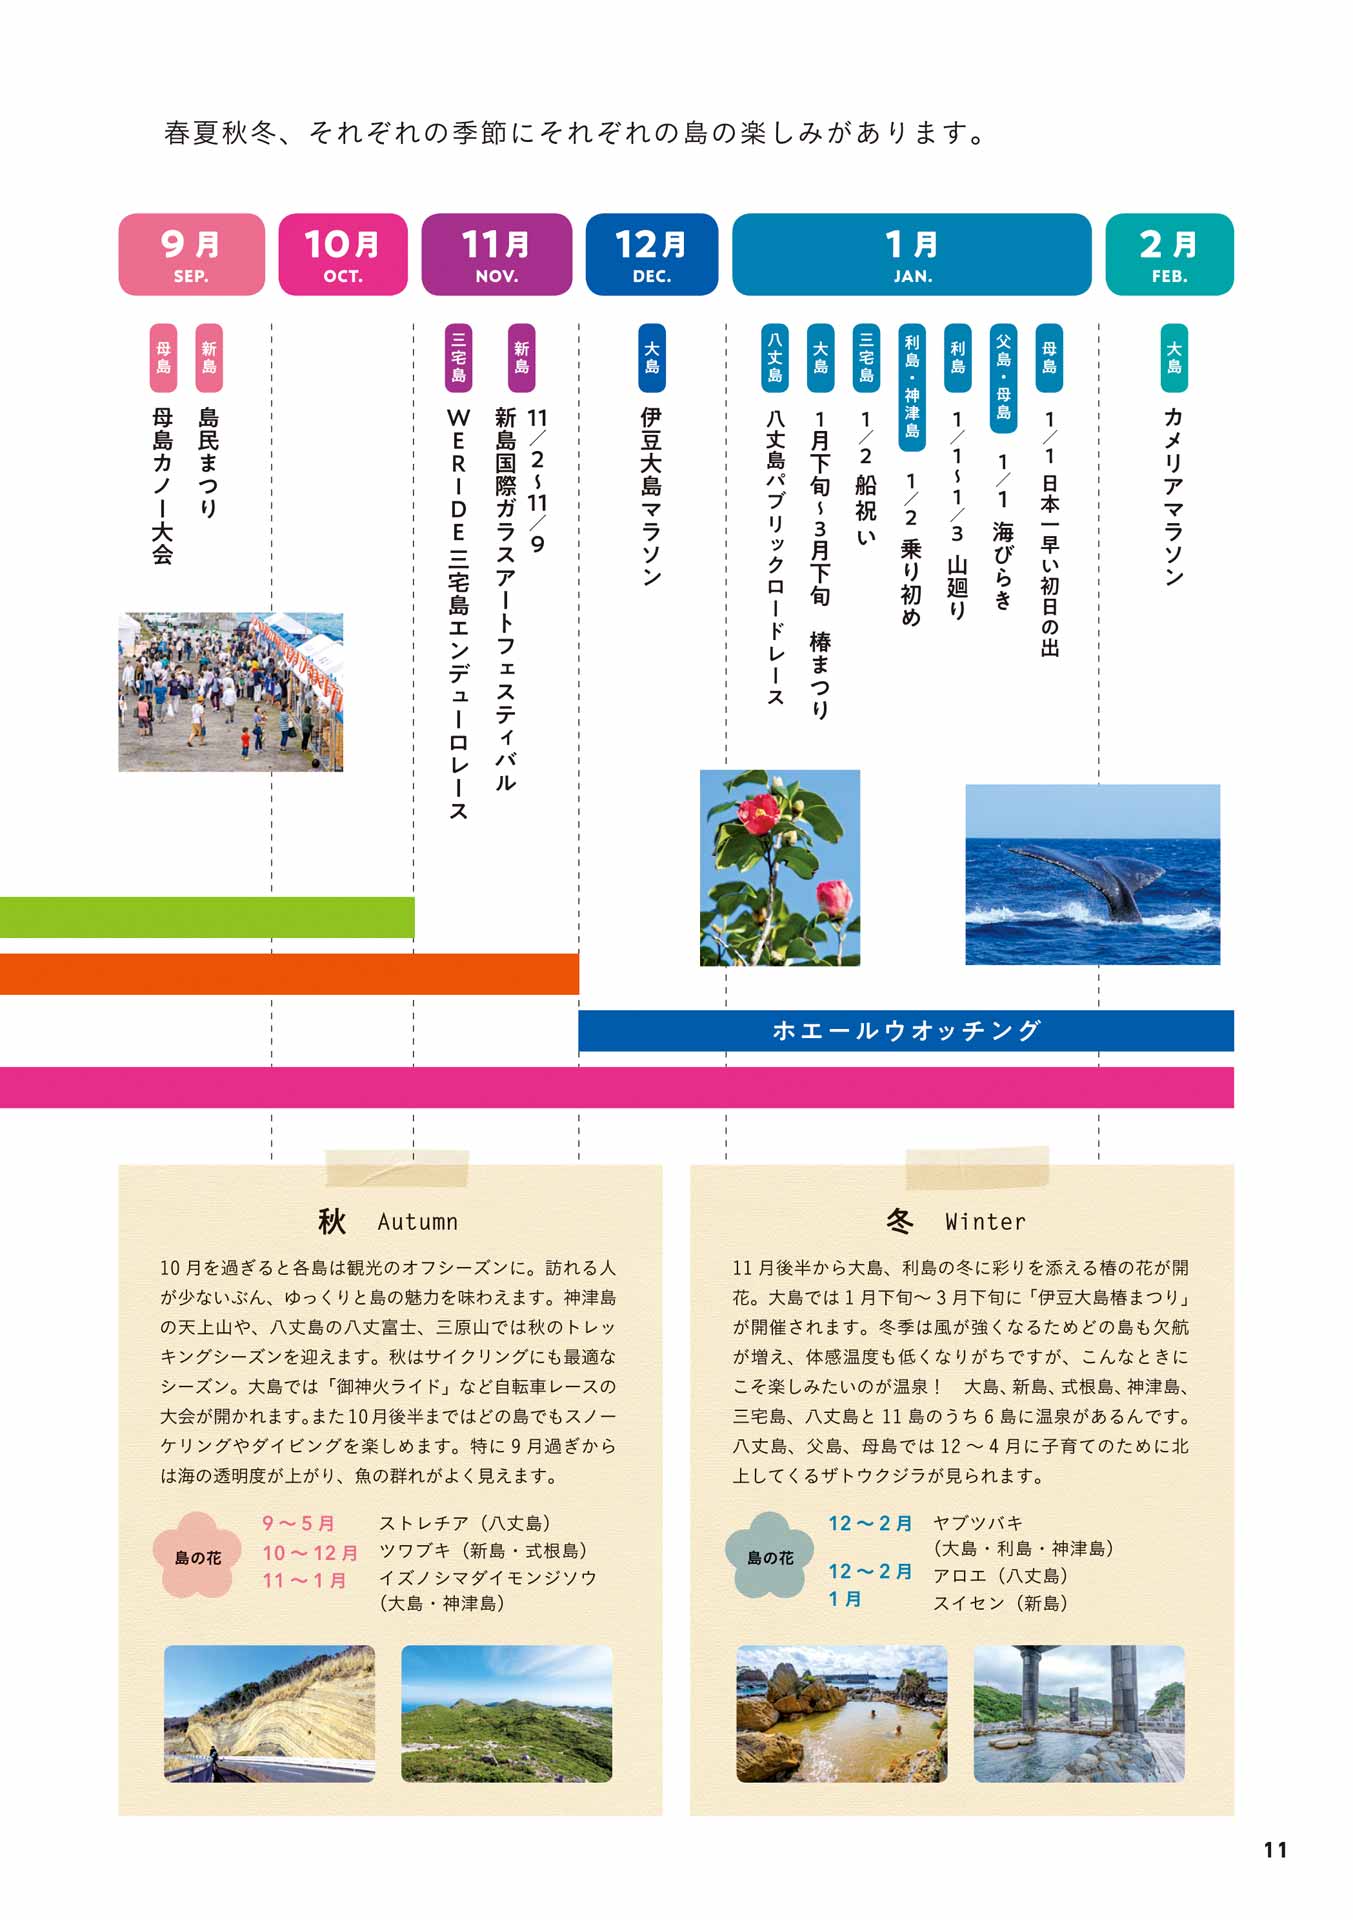 春夏秋冬、それぞれの季節にそれぞれの島の楽しみがあります。
9月
SEP.
10月
OCT.
11月
NOV.
12月
DEC.
1月
JAN.
2月
FEB.
母島
母島カノー大会
新島
島民まつり
三宅島
WERIDE三宅島エンデューロレース
新島
11/2〜11/9
新島国際ガラスアートフェスティバル
大島
伊豆大島マラソン
八丈島
八丈島パブリックロードレース
大島
1月下旬〜3月下旬 椿まつり
三宅島
1/2 船祝い
利島・神津島
1/2 乗り初め
利島
1/1〜1/3 山廻り
父島・母島
1/1 海びらき
母島
1/1 日本一早い初日の出
大島
カメリアマラソン
ホエールウオッチング
秋 Autumn
10月を過ぎると各島は観光のオフシーズンに。訪れる人
が少ないぶん、ゆっくりと島の魅力を味わえます。神津島
の天上山や、八丈島の八丈富士、三原山では秋のトレッ
キングシーズンを迎えます。秋はサイクリングにも最適な
シーズン。大島では「御神火ライド」など自転車レースの
大会が開かれます。また10月後半まではどの島でもスノー
ケリングやダイビングを楽しめます。特に9月過ぎから
は海の透明度が上がり、魚の群れがよく見えます。
島の花
9〜5月 ストレチア（八丈島）
10〜12月 ツワブキ（新島・式根島）
11〜1月 イズノシマダイモンジソウ
（大島・神津島）
冬 Winter
11月後半から大島、利島の冬に彩りを添える椿の花が開
花。大島では1月下旬〜3月下旬に「伊豆大島椿まつり」
が開催されます。冬季は風が強くなるためどの島も欠航
が増え、体感温度も低くなりがちですが、こんなときに
こそ楽しみたいのが温泉！ 大島、新島、式根島、神津島、
三宅島、八丈島と11島のうち6島に温泉があるんです。
八丈島、父島、母島では12〜4月に子育てのために北
上してくるザトウクジラが見られます。
島の花
12〜2月 ヤブツバキ
（大島・利島・神津島）
12〜2月 アロエ（八丈島）
1月 スイセン（新島）
11